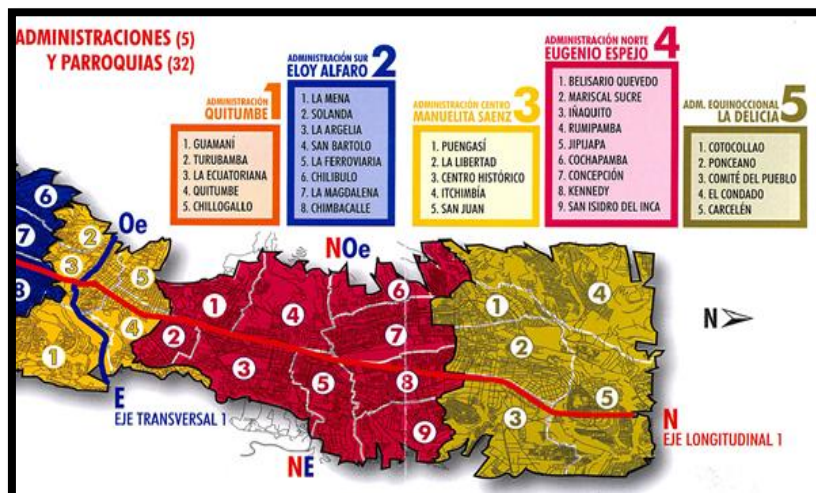 ADMINISTRACIONES (5)
Y PARROQUIAS (32)
ADMINISTRACIÓN
QUITUMBE
1
1. GUAMANÍ
2. TURUBAMBA
3. LA ECUATORIANA
4. QUITUMBE
5. CHILLOGALLO
ADMINISTRACIÓN SUR
ELOY ALFARO
2
1. LA MENA
2. SOLANDA
3. LA ARGELIA
4. SAN BARTOLO
5. LA FERROVIARIA
6. CHILIBULO
7. LA MAGDALENA
8. CHIMBACALLE
ADMINISTRACIÓN CENTRO
MANUELITA SAENZ
3
1. PUENGASÍ
2. LA LIBERTAD
3. CENTRO HISTÓRICO
4. ITCHIMBÍA
5. SAN JUAN
ADMINISTRACIÓN NORTE
EUGENIO ESPEJO
4
1. BELISARIO QUEVEDO
2. MARISCAL SUCRE
3. IÑAQUITO
4. RUMIPAMBA
5. JIPIJAPA
6. COCHAPAMBA
7. CONCEPCIÓN
8. KENNEDY
9. SAN ISIDRO DEL INCA
ADM. EQUINOCCIONAL
LA DELICIA
5
1. COTOCOLLAO
2. PONCEANO
3. COMITÉ DEL PUEBLO
4. EL CONDADO
5. CARCELÉN
6
7
8
Oe
2
3
5
4
1
E
EJE TRANSVERSAL 1
NOe
1
2
3
4
5
6
7
8
9
NE
1
2
3
4
5
N
N
EJE LONGITUDINAL 1